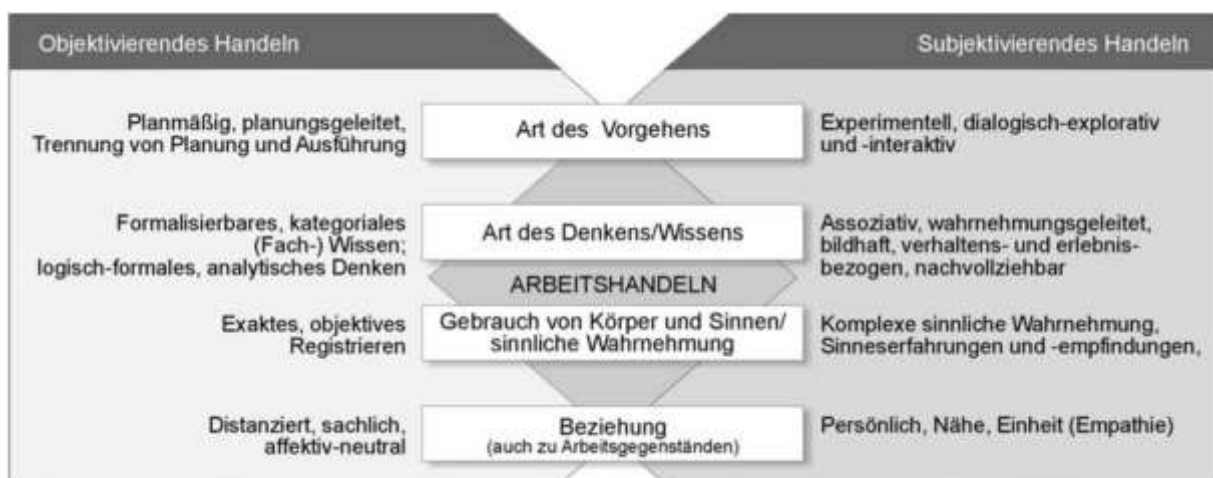 Objektivierendes Handeln
Subjektivierendes Handeln
Planmäßig, planungsgeleitet,
Trennung von Planung und Ausführung
Art des Vorgehens
Experimentell, dialogisch-explorativ
und -interaktiv
Formalisierbares, kategoriales
(Fach-) Wissen;
logisch-formales, analytisches Denken
Art des Denkens/Wissens
Assoziativ, wahrnehmungsgeleitet,
bildhaft, verhaltens- und erlebnis-
bezogen, nachvollziehbar
ARBEITSHANDELN
Exaktes, objektives
Registrieren
Gebrauch von Körper und Sinnen/
sinnliche Wahrnehmung
Komplexe sinnliche Wahrnehmung,
Sinneserfahrungen und -empfindungen,
Distanziert, sachlich,
affektiv-neutral
Beziehung
(auch zu Arbeitsgegenständen)
Persönlich, Nähe, Einheit (Empathie)